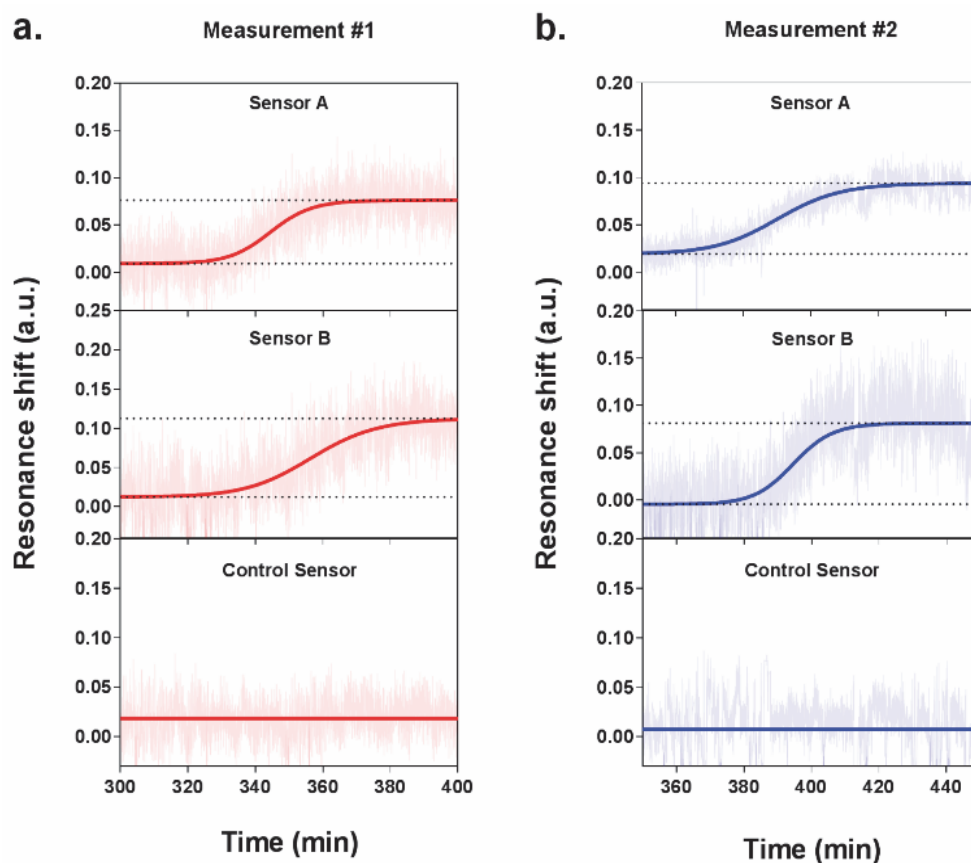 a.
Measurement #1
Resonance shift (a.u.)
0.20
Sensor A
0.15
0.10
0.05
0.00
0.25
Sensor B
0.20
0.15
0.10
0.05
0.00
0.20
Control Sensor
0.15
0.10
0.05
0.00
300 320 340 360 380 400
Time (min)
b.
Measurement #2
Resonance shift (a.u.)
0.20
Sensor A
0.15
0.10
0.05
0.00
0.20
Sensor B
0.15
0.10
0.05
0.00
0.20
Control Sensor
0.15
0.10
0.05
0.00
360 380 400 420 440
Time (min)